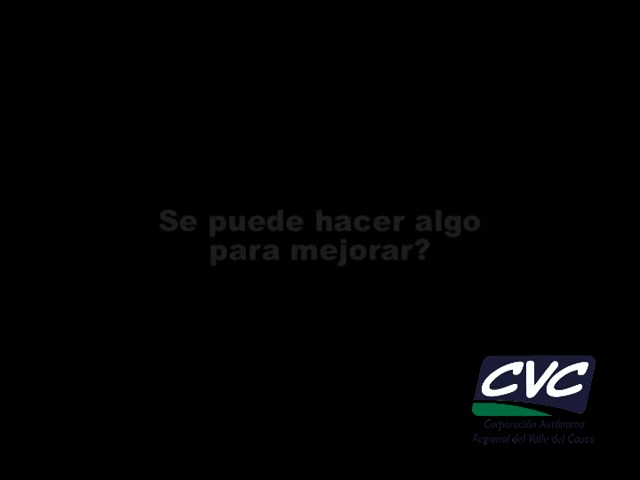 Se puede hacer algo
para mejorar?
CVC
Corporación Autónoma
Regional del Valle del Cauca